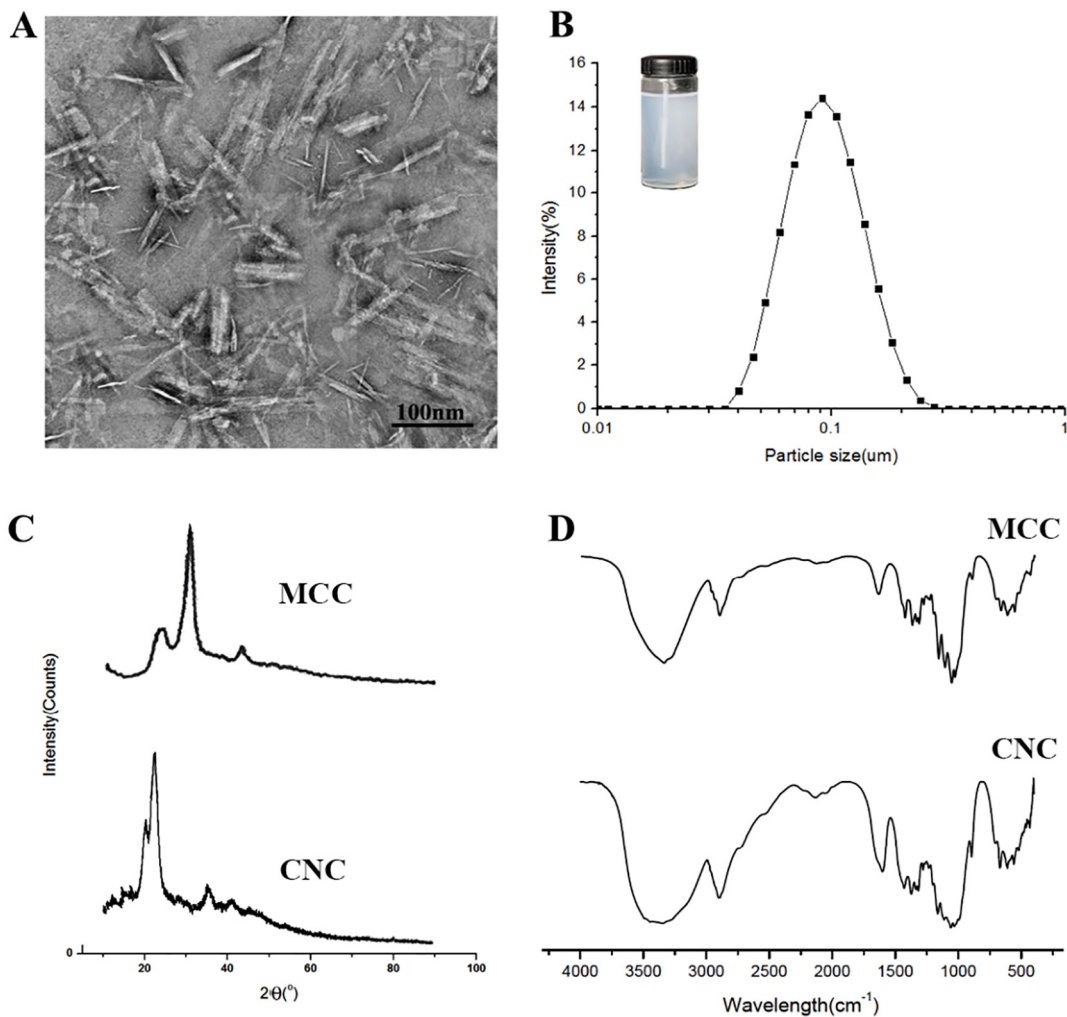 A
100nm
B
16
14
12
10
8
6
4
2
0
Intensity(%)
0.01
0.1
1
Particle size(um)
C
MCC
CNC
Intensity(Counts)
0
20
40
60
80
100
2θ(°)
D
MCC
CNC
4000
3500
3000
2500
2000
1500
1000
500
Wavelength(cm⁻¹)